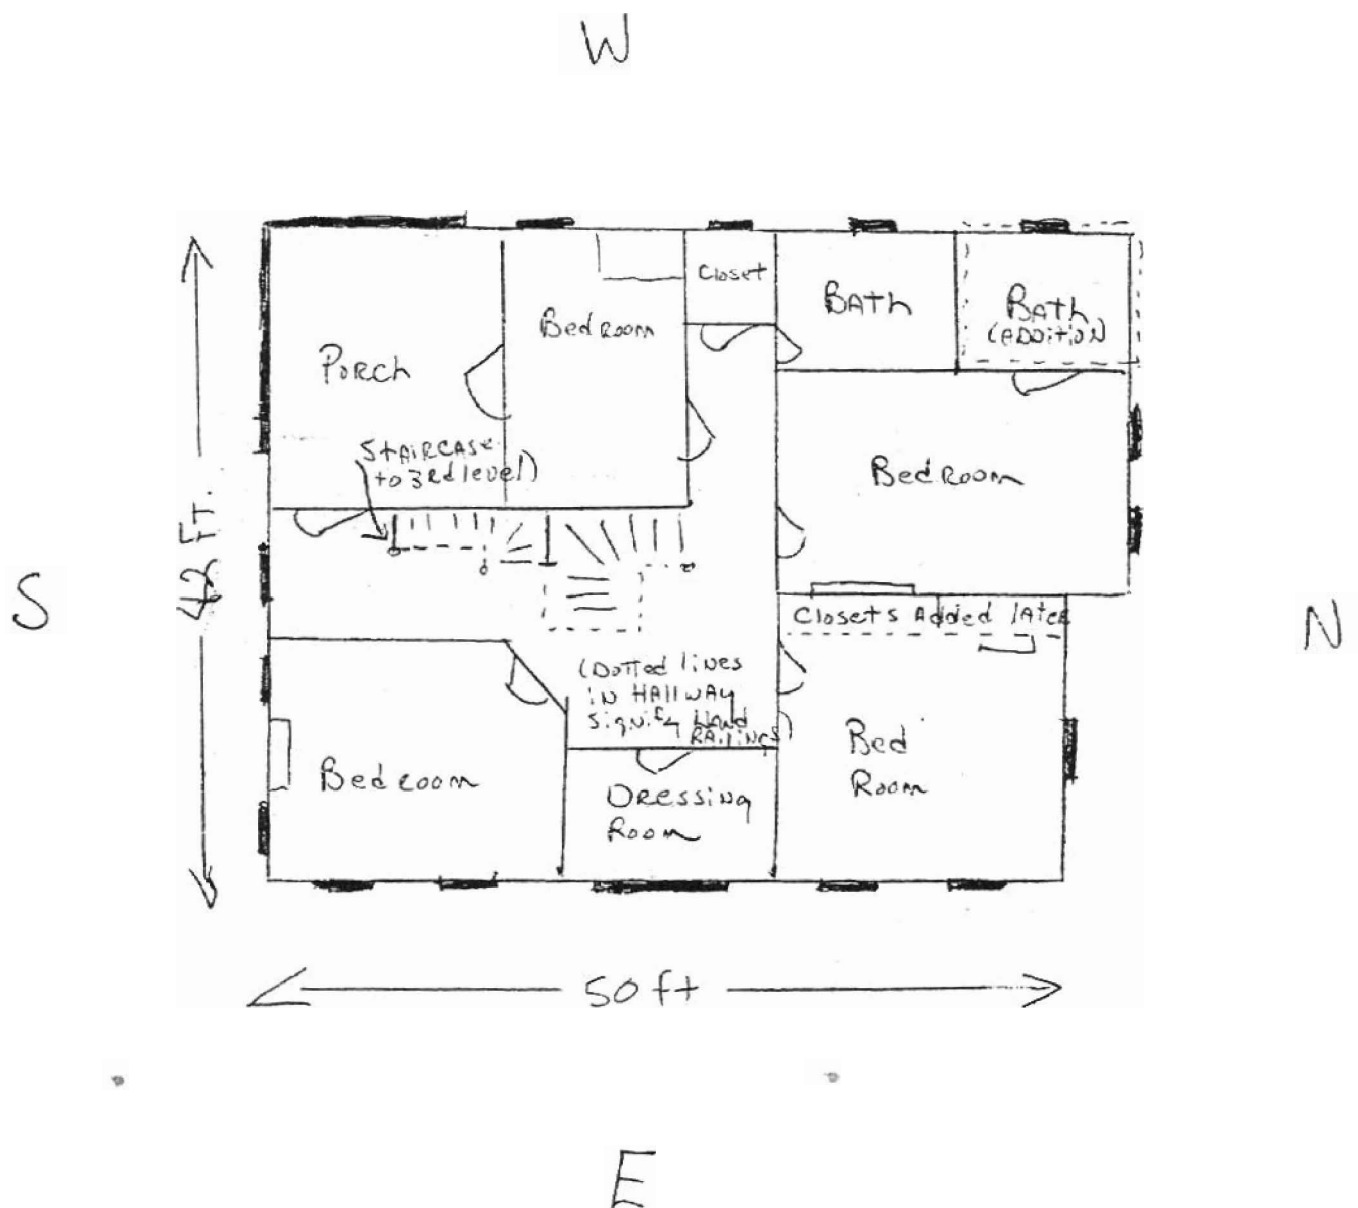 W
Closet
BATH
BATH
(ADDITION)
Bedroom
Porch
STAIRCASE
to 3rd level)
Bedroom
42 FT.
S
N
Closets Added later
(Dotted lines
in HALLWAY
signify Hand
RAILINGS)
Bed
Room
Bedroom
Dressing
Room
50 ft
E